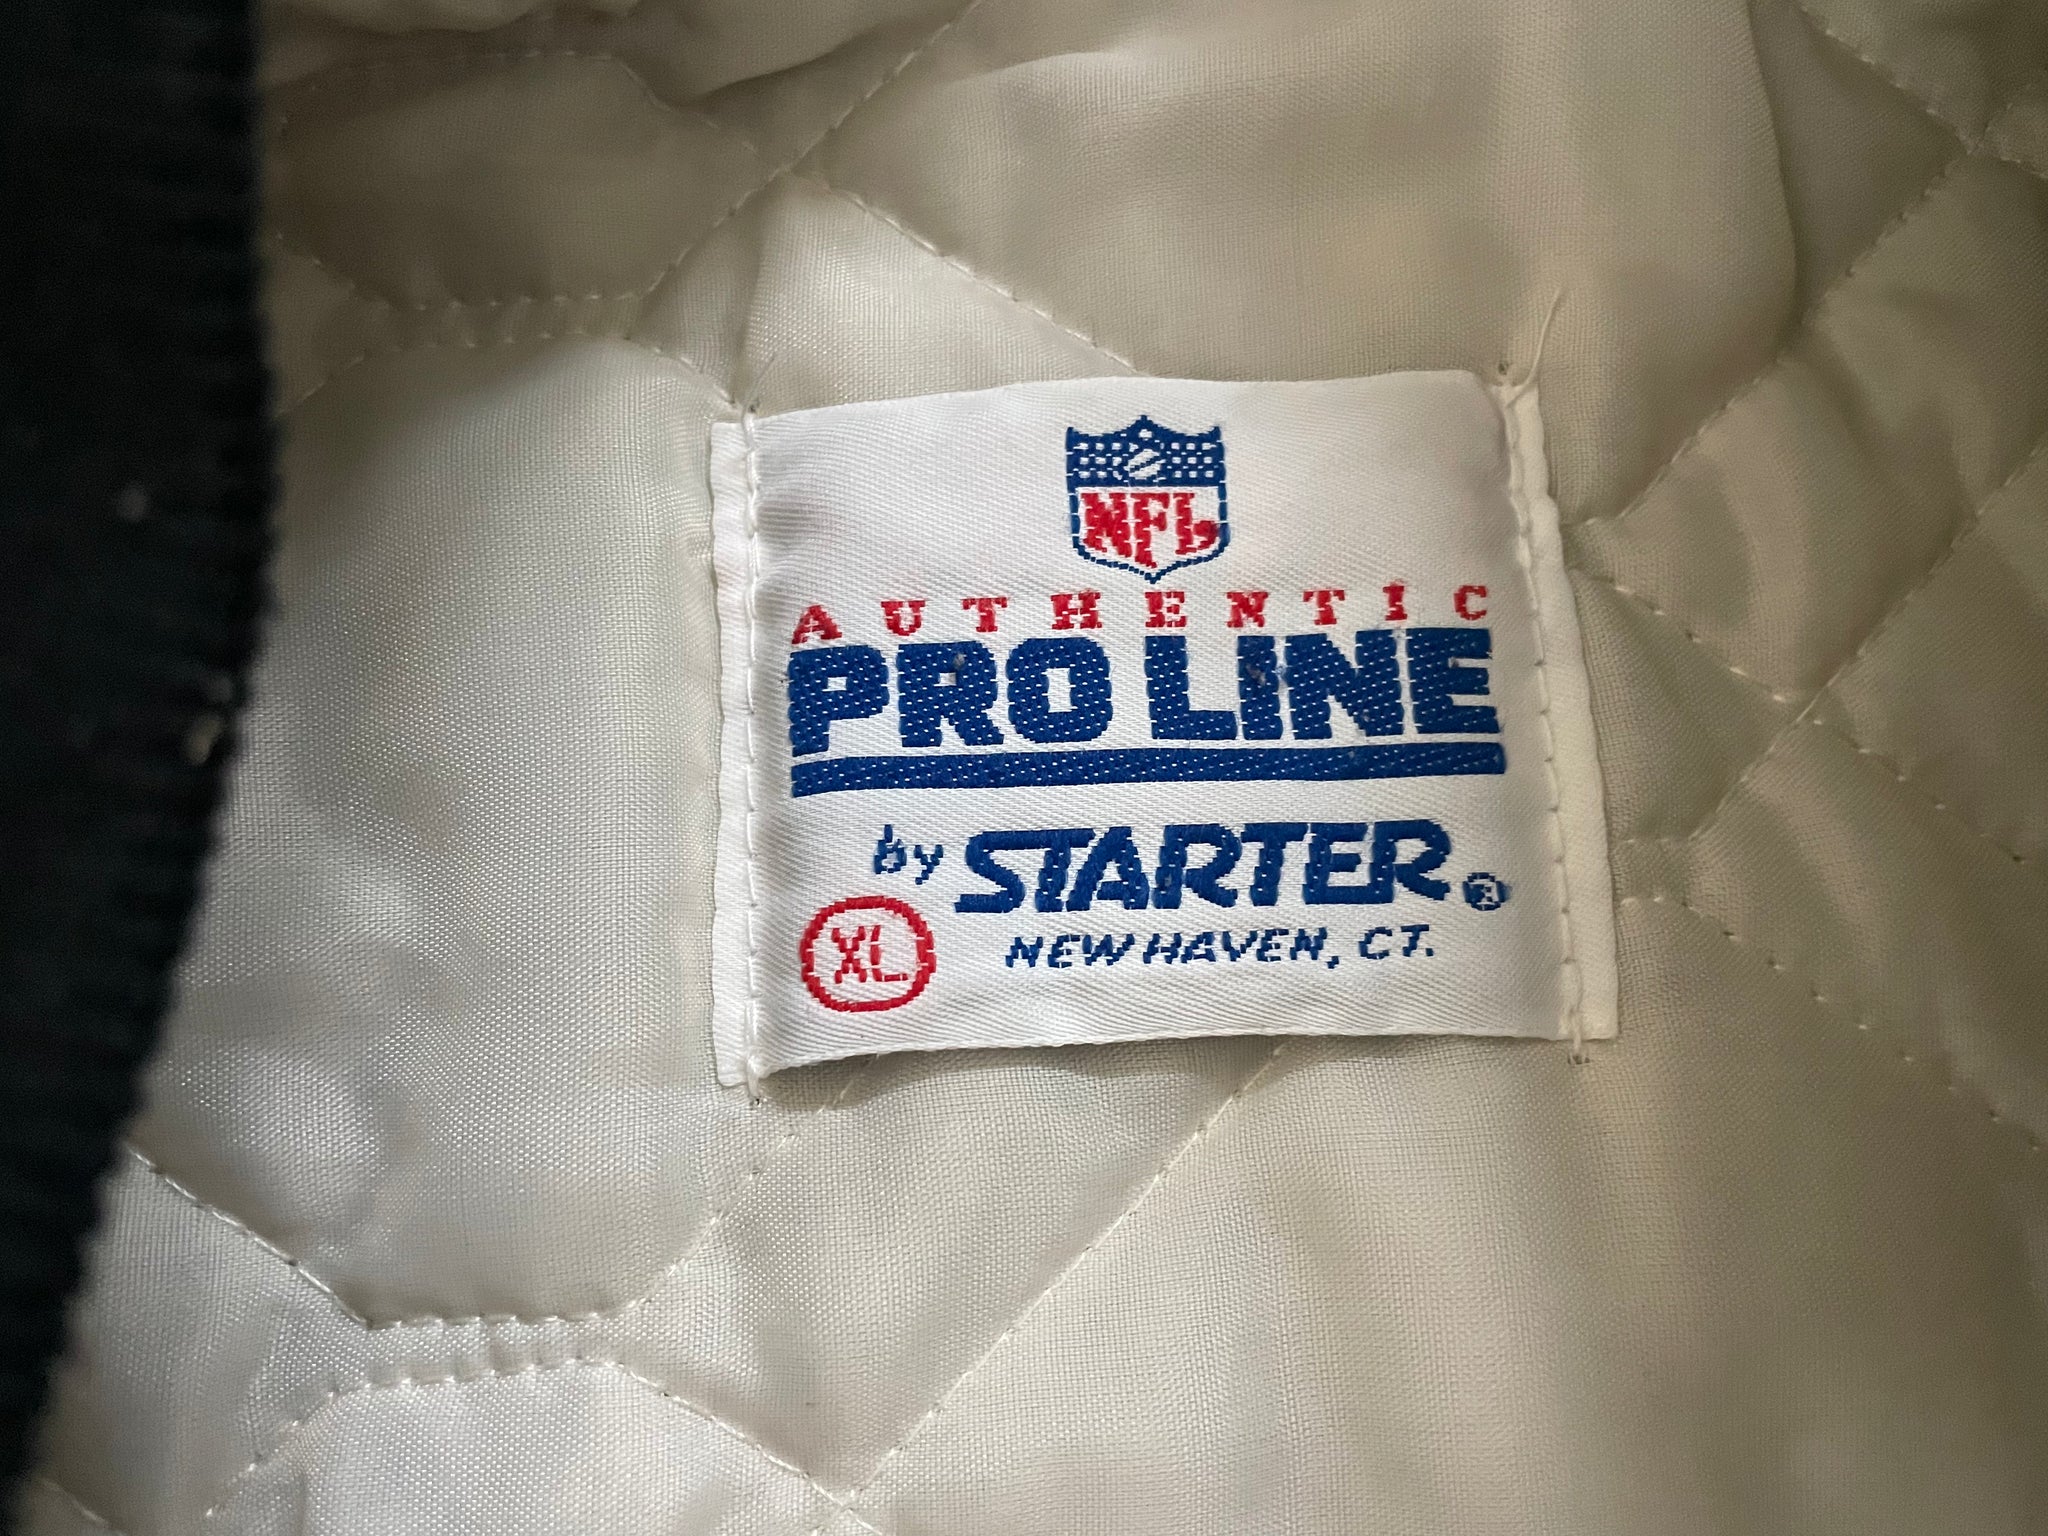 NFL
AUTHENTIC
PRO LINE
by STARTER ®
XL
NEW HAVEN, CT.